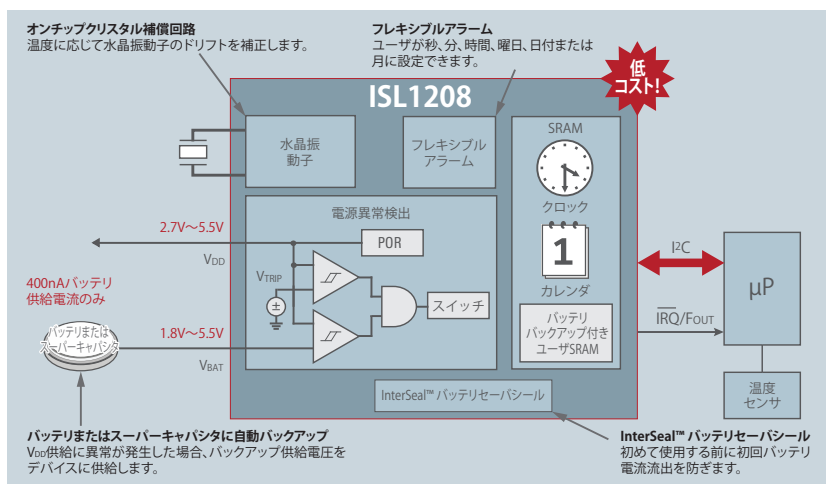 オンチップクリスタル補償回路
温度に応じて水晶振動子のドリフトを補正します。
フレキシブルアラーム
ユーザが秒、分、時間、曜日、日付または
月に設定できます。
低
コスト!
ISL1208
水晶振
動子
フレキシブル
アラーム
SRAM
クロック
1
カレンダ
バッテリ
バックアップ付き
ユーザSRAM
電源異常検出
2.7V〜5.5V
VDD
POR
VTRIP
±
スイッチ
400nAバッテリ
供給電流のみ
バッテリまたは
スーパーキャパシタ
1.8V〜5.5V
VBAT
I²C
μP
IRQ/FOUT
温度
センサ
InterSeal™ バッテリセーバシール
バッテリまたはスーパーキャパシタに自動バックアップ
VDD供給に異常が発生した場合、バックアップ供給電圧を
デバイスに供給します。
InterSeal™ バッテリセーバシール
初めて使用する前に初回バッテリ
電流流出を防ぎます。